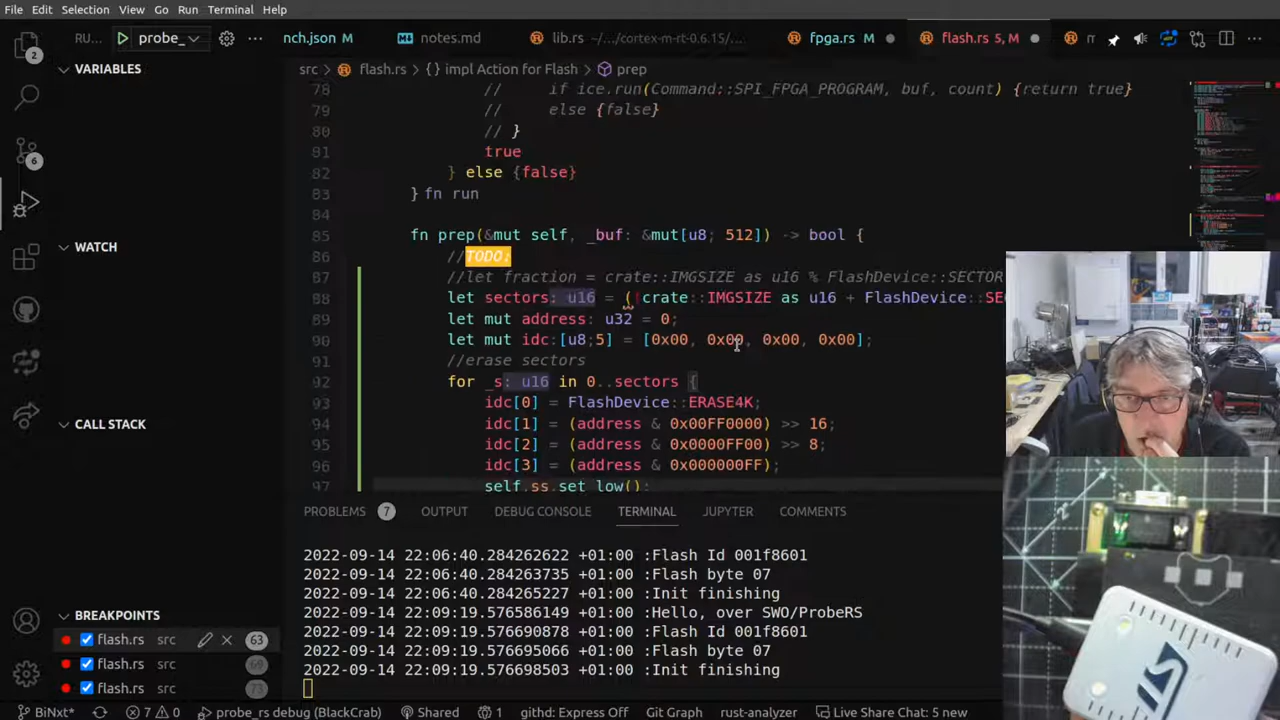 File Edit Selection View Go Run Terminal Help
RU... probe_ nch.json M notes.md lib.rs ~/.../cortex-m-rt-0.6.15/... fpga.rs M flash.rs 5, M
VARIABLES
WATCH
CALL STACK
BREAKPOINTS
flash.rs src 63
flash.rs src 69
flash.rs src 73
src > flash.rs > {} impl Action for Flash > prep
78 // if ice.run(Command::SPI_FPGA_PROGRAM, buf, count) {return true}
79 // else {false}
80 // }
81 true
82 } else {false}
83 } fn run
84
85 fn prep(&mut self, _buf: &mut[u8; 512]) -> bool {
86 //TODO:
87 //let fraction = crate::IMGSIZE as u16 % FlashDevice::SECTOR
88 let sectors: u16 = ( crate::IMGSIZE as u16 + FlashDevice::SE
89 let mut address: u32 = 0;
90 let mut idc:[u8;5] = [0x00, 0x00, 0x00, 0x00];
91 //erase sectors
92 for _s: u16 in 0..sectors {
93 idc[0] = FlashDevice::ERASE4K;
94 idc[1] = (address & 0x00FF0000) >> 16;
95 idc[2] = (address & 0x0000FF00) >> 8;
96 idc[3] = (address & 0x000000FF);
97 self.ss.set_low();
PROBLEMS 7 OUTPUT DEBUG CONSOLE TERMINAL JUPYTER COMMENTS
2022-09-14 22:06:40.284262622 +01:00 :Flash Id 001f8601
2022-09-14 22:06:40.284263735 +01:00 :Flash byte 07
2022-09-14 22:06:40.284265227 +01:00 :Init finishing
2022-09-14 22:09:19.576586149 +01:00 :Hello, over SWO/ProbeRS
2022-09-14 22:09:19.576690878 +01:00 :Flash Id 001f8601
2022-09-14 22:09:19.576695066 +01:00 :Flash byte 07
2022-09-14 22:09:19.576698503 +01:00 :Init finishing
2
6
BiNxt* 7 0 probe_rs debug (BlackCrab) Shared 1 githd: Express Off Git Graph rust-analyzer Live Share Chat: 5 new